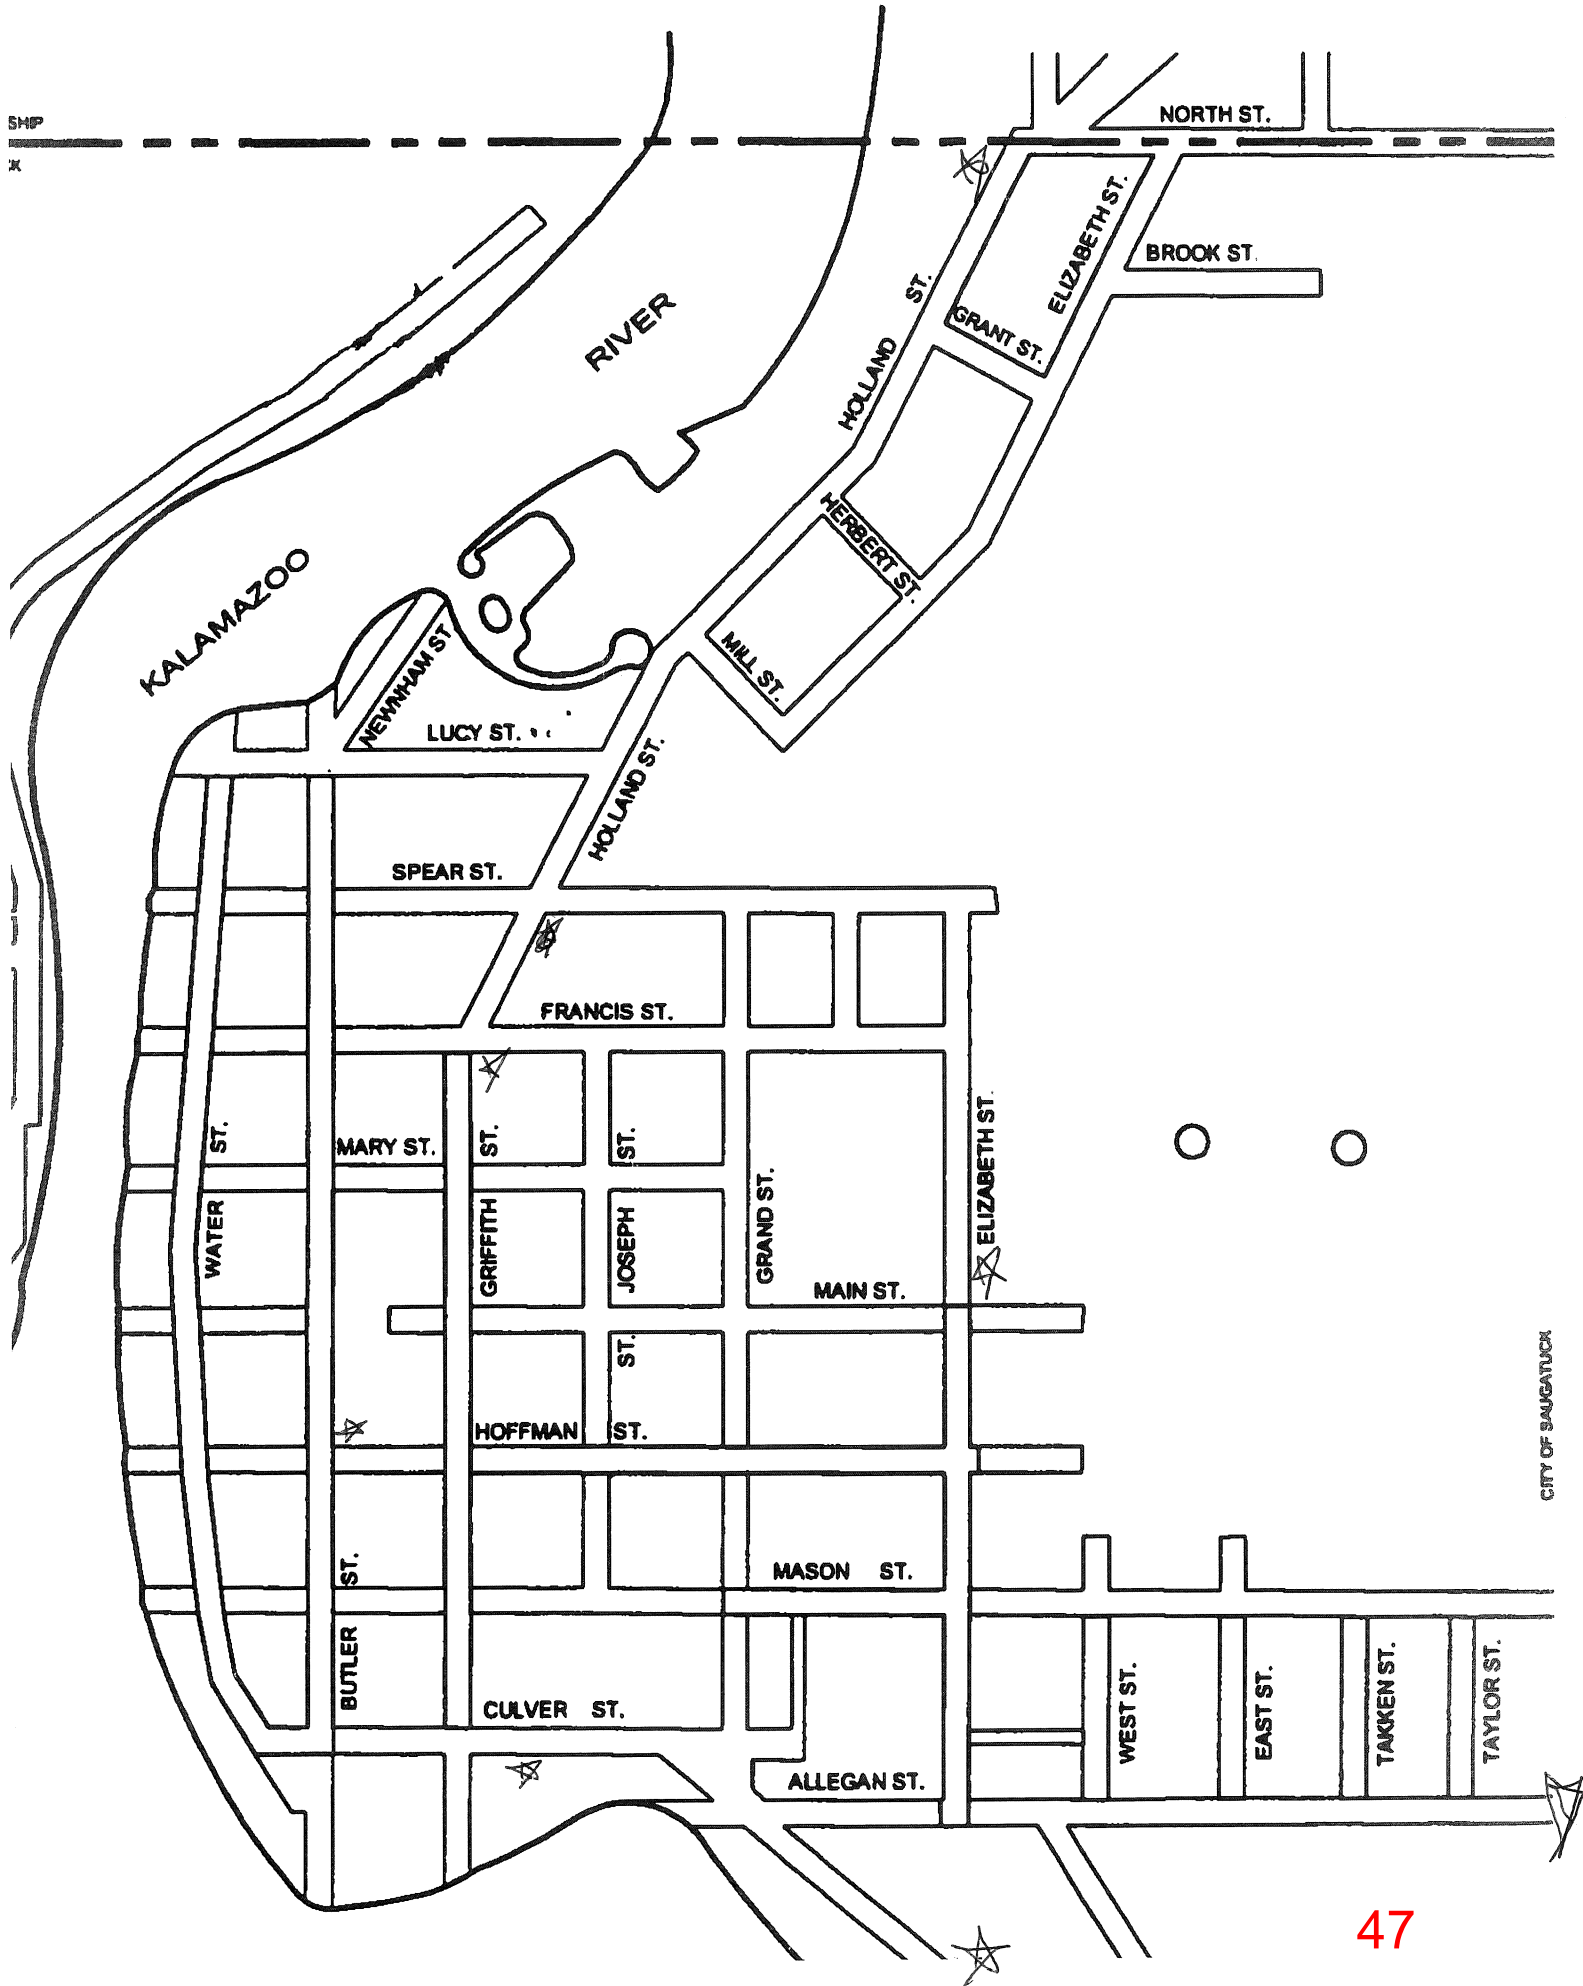 SHIP
CK
NORTH ST.
ELIZABETH ST.
BROOK ST.
GRANT ST.
HOLLAND ST.
RIVER
KALAMAZOO
HERBERT ST.
MILL ST.
NEWNHAM ST
LUCY ST.
HOLLAND ST.
SPEAR ST.
FRANCIS ST.
WATER ST.
MARY ST.
GRIFFITH ST.
JOSEPH ST.
GRAND ST.
ELIZABETH ST.
MAIN ST.
ST.
HOFFMAN ST.
CITY OF SAUGATUCK
MASON ST.
BUTLER ST.
CULVER ST.
WEST ST.
EAST ST.
TAKKEN ST.
TAYLOR ST.
ALLEGAN ST.
47